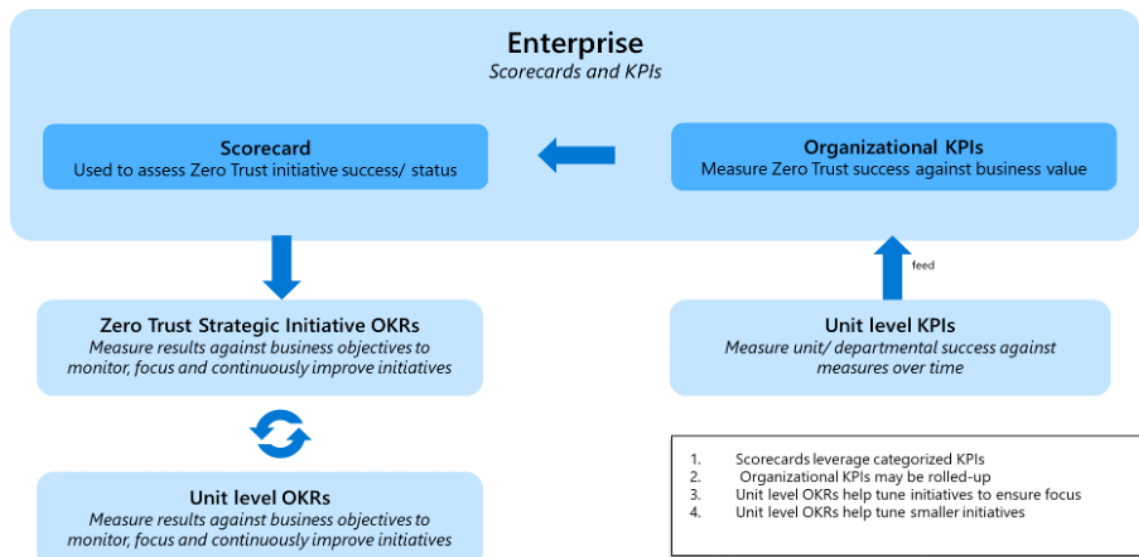 Enterprise
Scorecards and KPIs
Scorecard
Used to assess Zero Trust initiative success/ status
Organizational KPIs
Measure Zero Trust success against business value
feed
Zero Trust Strategic Initiative OKRs
Measure results against business objectives to
monitor, focus and continuously improve initiatives
Unit level KPIs
Measure unit/ departmental success against
measures over time
Unit level OKRs
Measure results against business objectives to
monitor, focus and continuously improve initiatives
1. Scorecards leverage categorized KPIs
2. Organizational KPIs may be rolled-up
3. Unit level OKRs help tune initiatives to ensure focus
4. Unit level OKRs help tune smaller initiatives